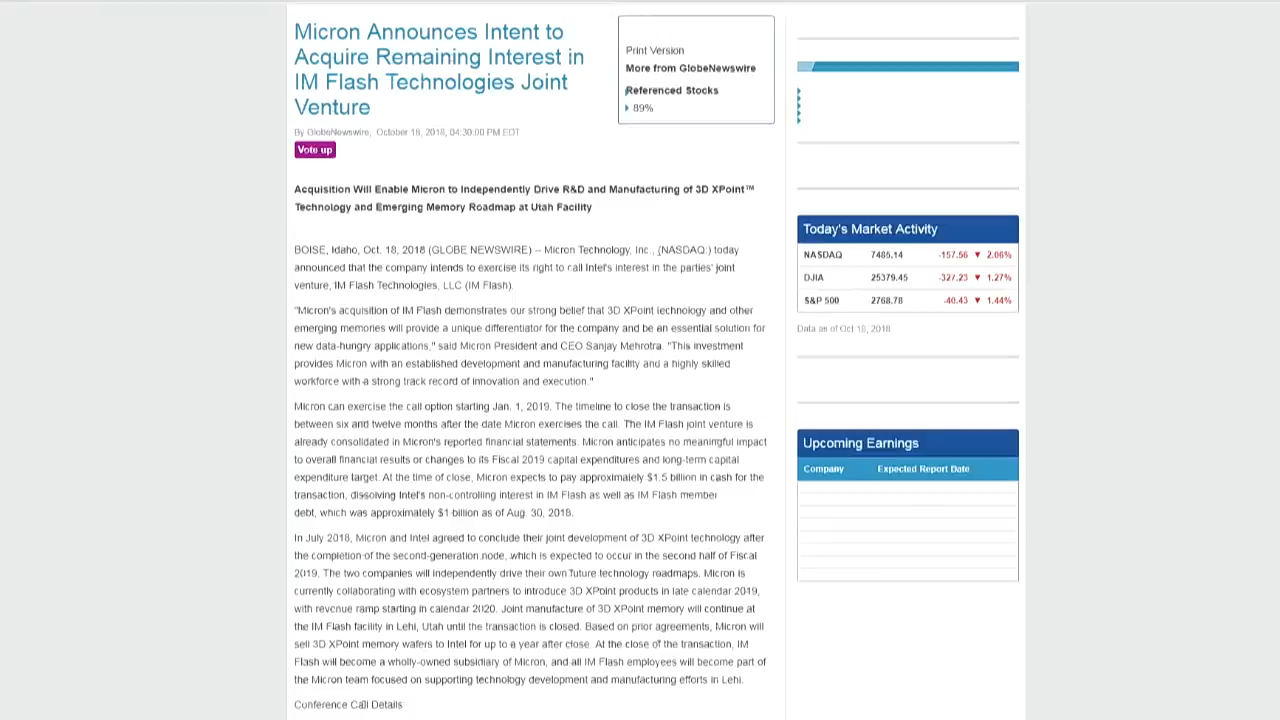 Micron Announces Intent to
Acquire Remaining Interest in
IM Flash Technologies Joint
Venture
By GlobeNewswire, October 18, 2018, 04:30:00 PM EDT
Vote up
Print Version
More from GlobeNewswire
Referenced Stocks
89%
Acquisition Will Enable Micron to Independently Drive R&D and Manufacturing of 3D XPoint™
Technology and Emerging Memory Roadmap at Utah Facility
BOISE, Idaho, Oct. 18, 2018 (GLOBE NEWSWIRE) -- Micron Technology, Inc., (NASDAQ:) today
announced that the company intends to exercise its right to call Intel's interest in the parties' joint
venture, IM Flash Technologies, LLC (IM Flash).
"Micron's acquisition of IM Flash demonstrates our strong belief that 3D XPoint technology and other
emerging memories will provide a unique differentiator for the company and be an essential solution for
new data-hungry applications," said Micron President and CEO Sanjay Mehrotra. "This investment
provides Micron with an established development and manufacturing facility and a highly skilled
workforce with a strong track record of innovation and execution."
Micron can exercise the call option starting Jan. 1, 2019. The timeline to close the transaction is
between six and twelve months after the date Micron exercises the call. The IM Flash joint venture is
already consolidated in Micron's reported financial statements. Micron anticipates no meaningful impact
to overall financial results or changes to its Fiscal 2019 capital expenditures and long-term capital
expenditure target. At the time of close, Micron expects to pay approximately $1.5 billion in cash for the
transaction, dissolving Intel's non-controlling interest in IM Flash as well as IM Flash member
debt, which was approximately $1 billion as of Aug. 30, 2018.
In July 2018, Micron and Intel agreed to conclude their joint development of 3D XPoint technology after
the completion of the second-generation node, which is expected to occur in the second half of Fiscal
2019. The two companies will independently drive their own future technology roadmaps. Micron is
currently collaborating with ecosystem partners to introduce 3D XPoint products in late calendar 2019,
with revenue ramp starting in calendar 2020. Joint manufacture of 3D XPoint memory will continue at
the IM Flash facility in Lehi, Utah until the transaction is closed. Based on prior agreements, Micron will
sell 3D XPoint memory wafers to Intel for up to a year after close. At the close of the transaction, IM
Flash will become a wholly-owned subsidiary of Micron, and all IM Flash employees will become part of
the Micron team focused on supporting technology development and manufacturing efforts in Lehi.
Conference Call Details
Today's Market Activity
NASDAQ 7485.14 -157.56 ▼ 2.06%
DJIA 25379.45 -327.23 ▼ 1.27%
S&P 500 2768.78 -40.43 ▼ 1.44%
Data as of Oct 18, 2018
Upcoming Earnings
Company Expected Report Date